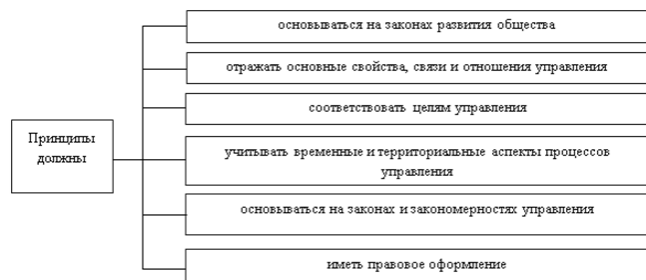 основываться на законах развития общества
отражать основные свойства, связи и отношения управления
соответствовать целям управления
Принципы
должны
учитывать временные и территориальные аспекты процессов
управления
основываться на законах и закономерностях управления
иметь правовое оформление